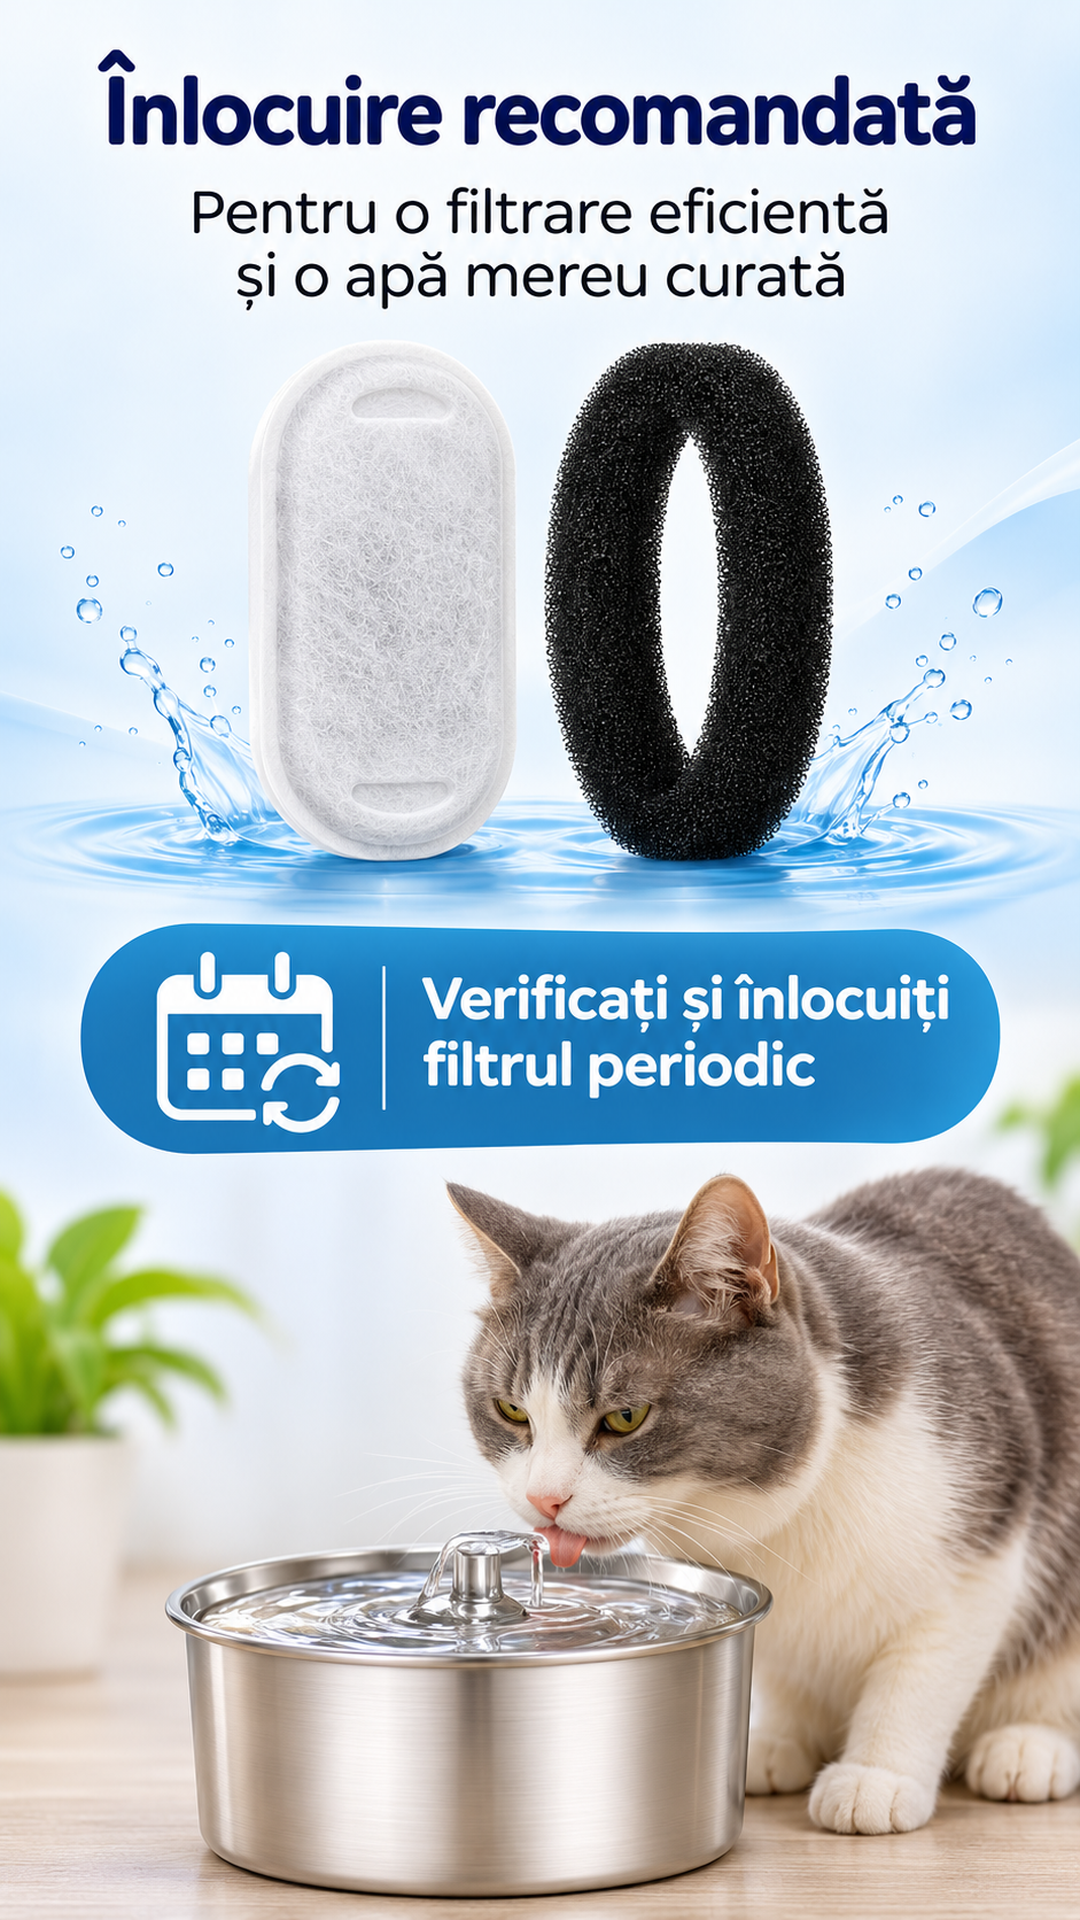 Înlocuire recomandată
Pentru o filtrare eficientă
și o apă mereu curată
Verificați și înlocuiți
filtrul periodic